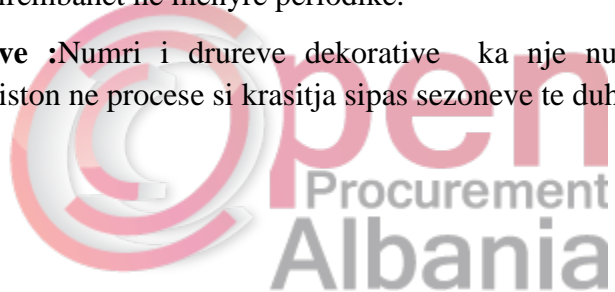 ne menyre periodike.
ve :Numri i drureve dekorative ka nje nu
iston ne procese si krasitja sipas sezoneve te duh
Open
Procurement
Albania